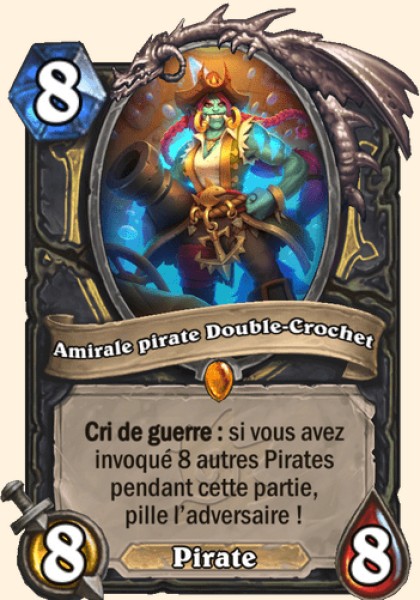 8
Amirale pirate Double-Crochet
Cri de guerre : si vous avez
invoqué 8 autres Pirates
pendant cette partie,
pille l'adversaire !
8
Pirate
8